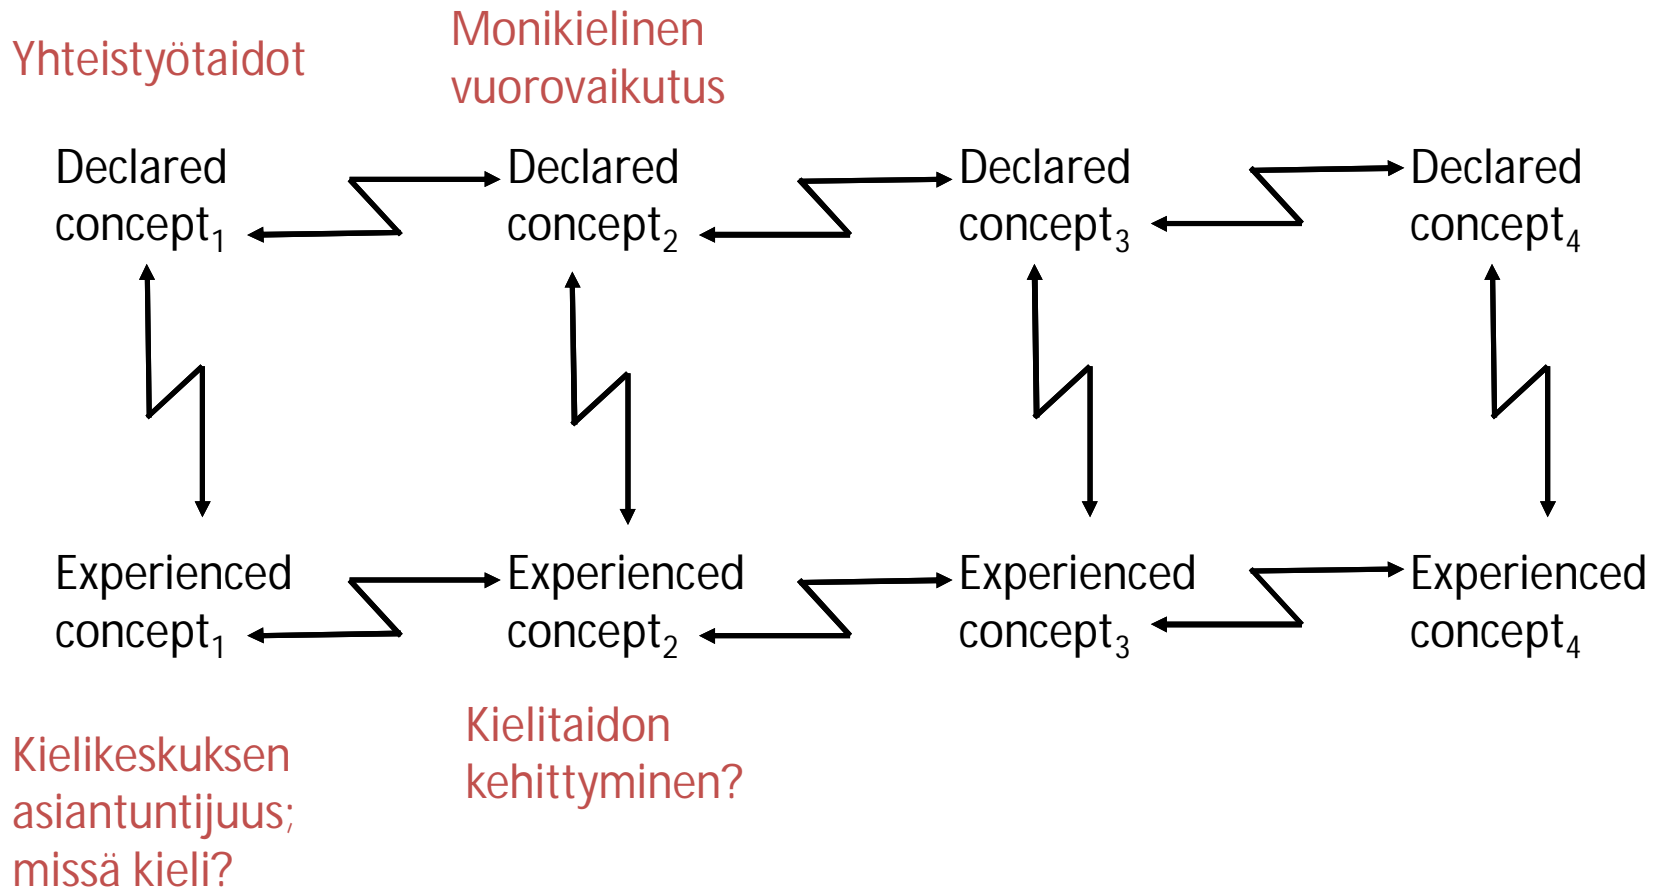 Yhteistyötaidot
Monikielinen
vuorovaikutus
Declared
concept₁
Declared
concept₂
Declared
concept₃
Declared
concept₄
Experienced
concept₁
Experienced
concept₂
Experienced
concept₃
Experienced
concept₄
Kielikeskuksen
asiantuntijuus;
missä kieli?
Kielitaidon
kehittyminen?